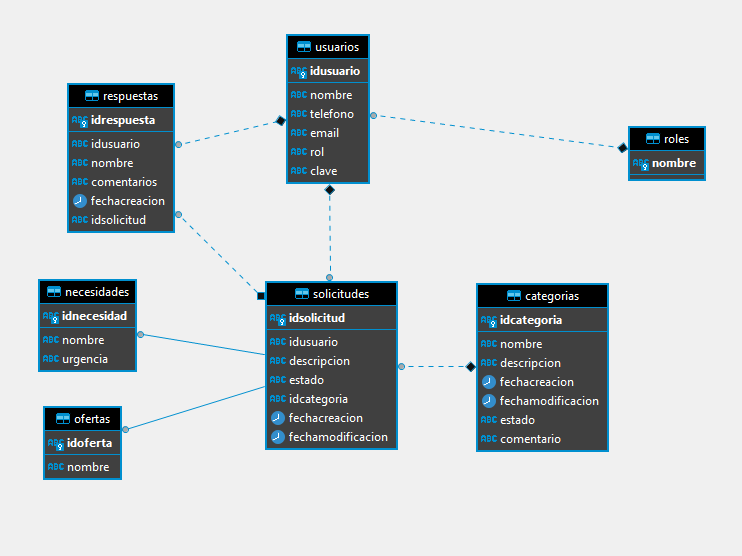 usuarios
idusuario
nombre
telefono
email
rol
clave
respuestas
idrespuesta
idusuario
nombre
comentarios
fechacreacion
idsolicitud
roles
nombre
necesidades
idnecesidad
nombre
urgencia
solicitudes
idsolicitud
idusuario
descripcion
estado
idcategoria
fechacreacion
fechamodificacion
categorias
idcategoria
nombre
descripcion
fechacreacion
fechamodificacion
estado
comentario
ofertas
idoferta
nombre